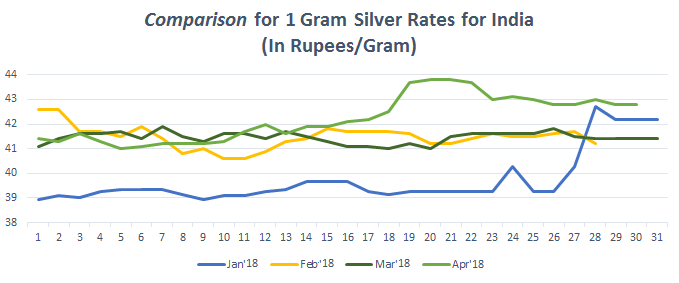 Comparison for 1 Gram Silver Rates for India
(In Rupees/Gram)
44
43
42
41
40
39
38
1 2 3 4 5 6 7 8 9 10 11 12 13 14 15 16 17 18 19 20 21 22 23 24 25 26 27 28 29 30 31
Jan'18 Feb'18 Mar'18 Apr'18